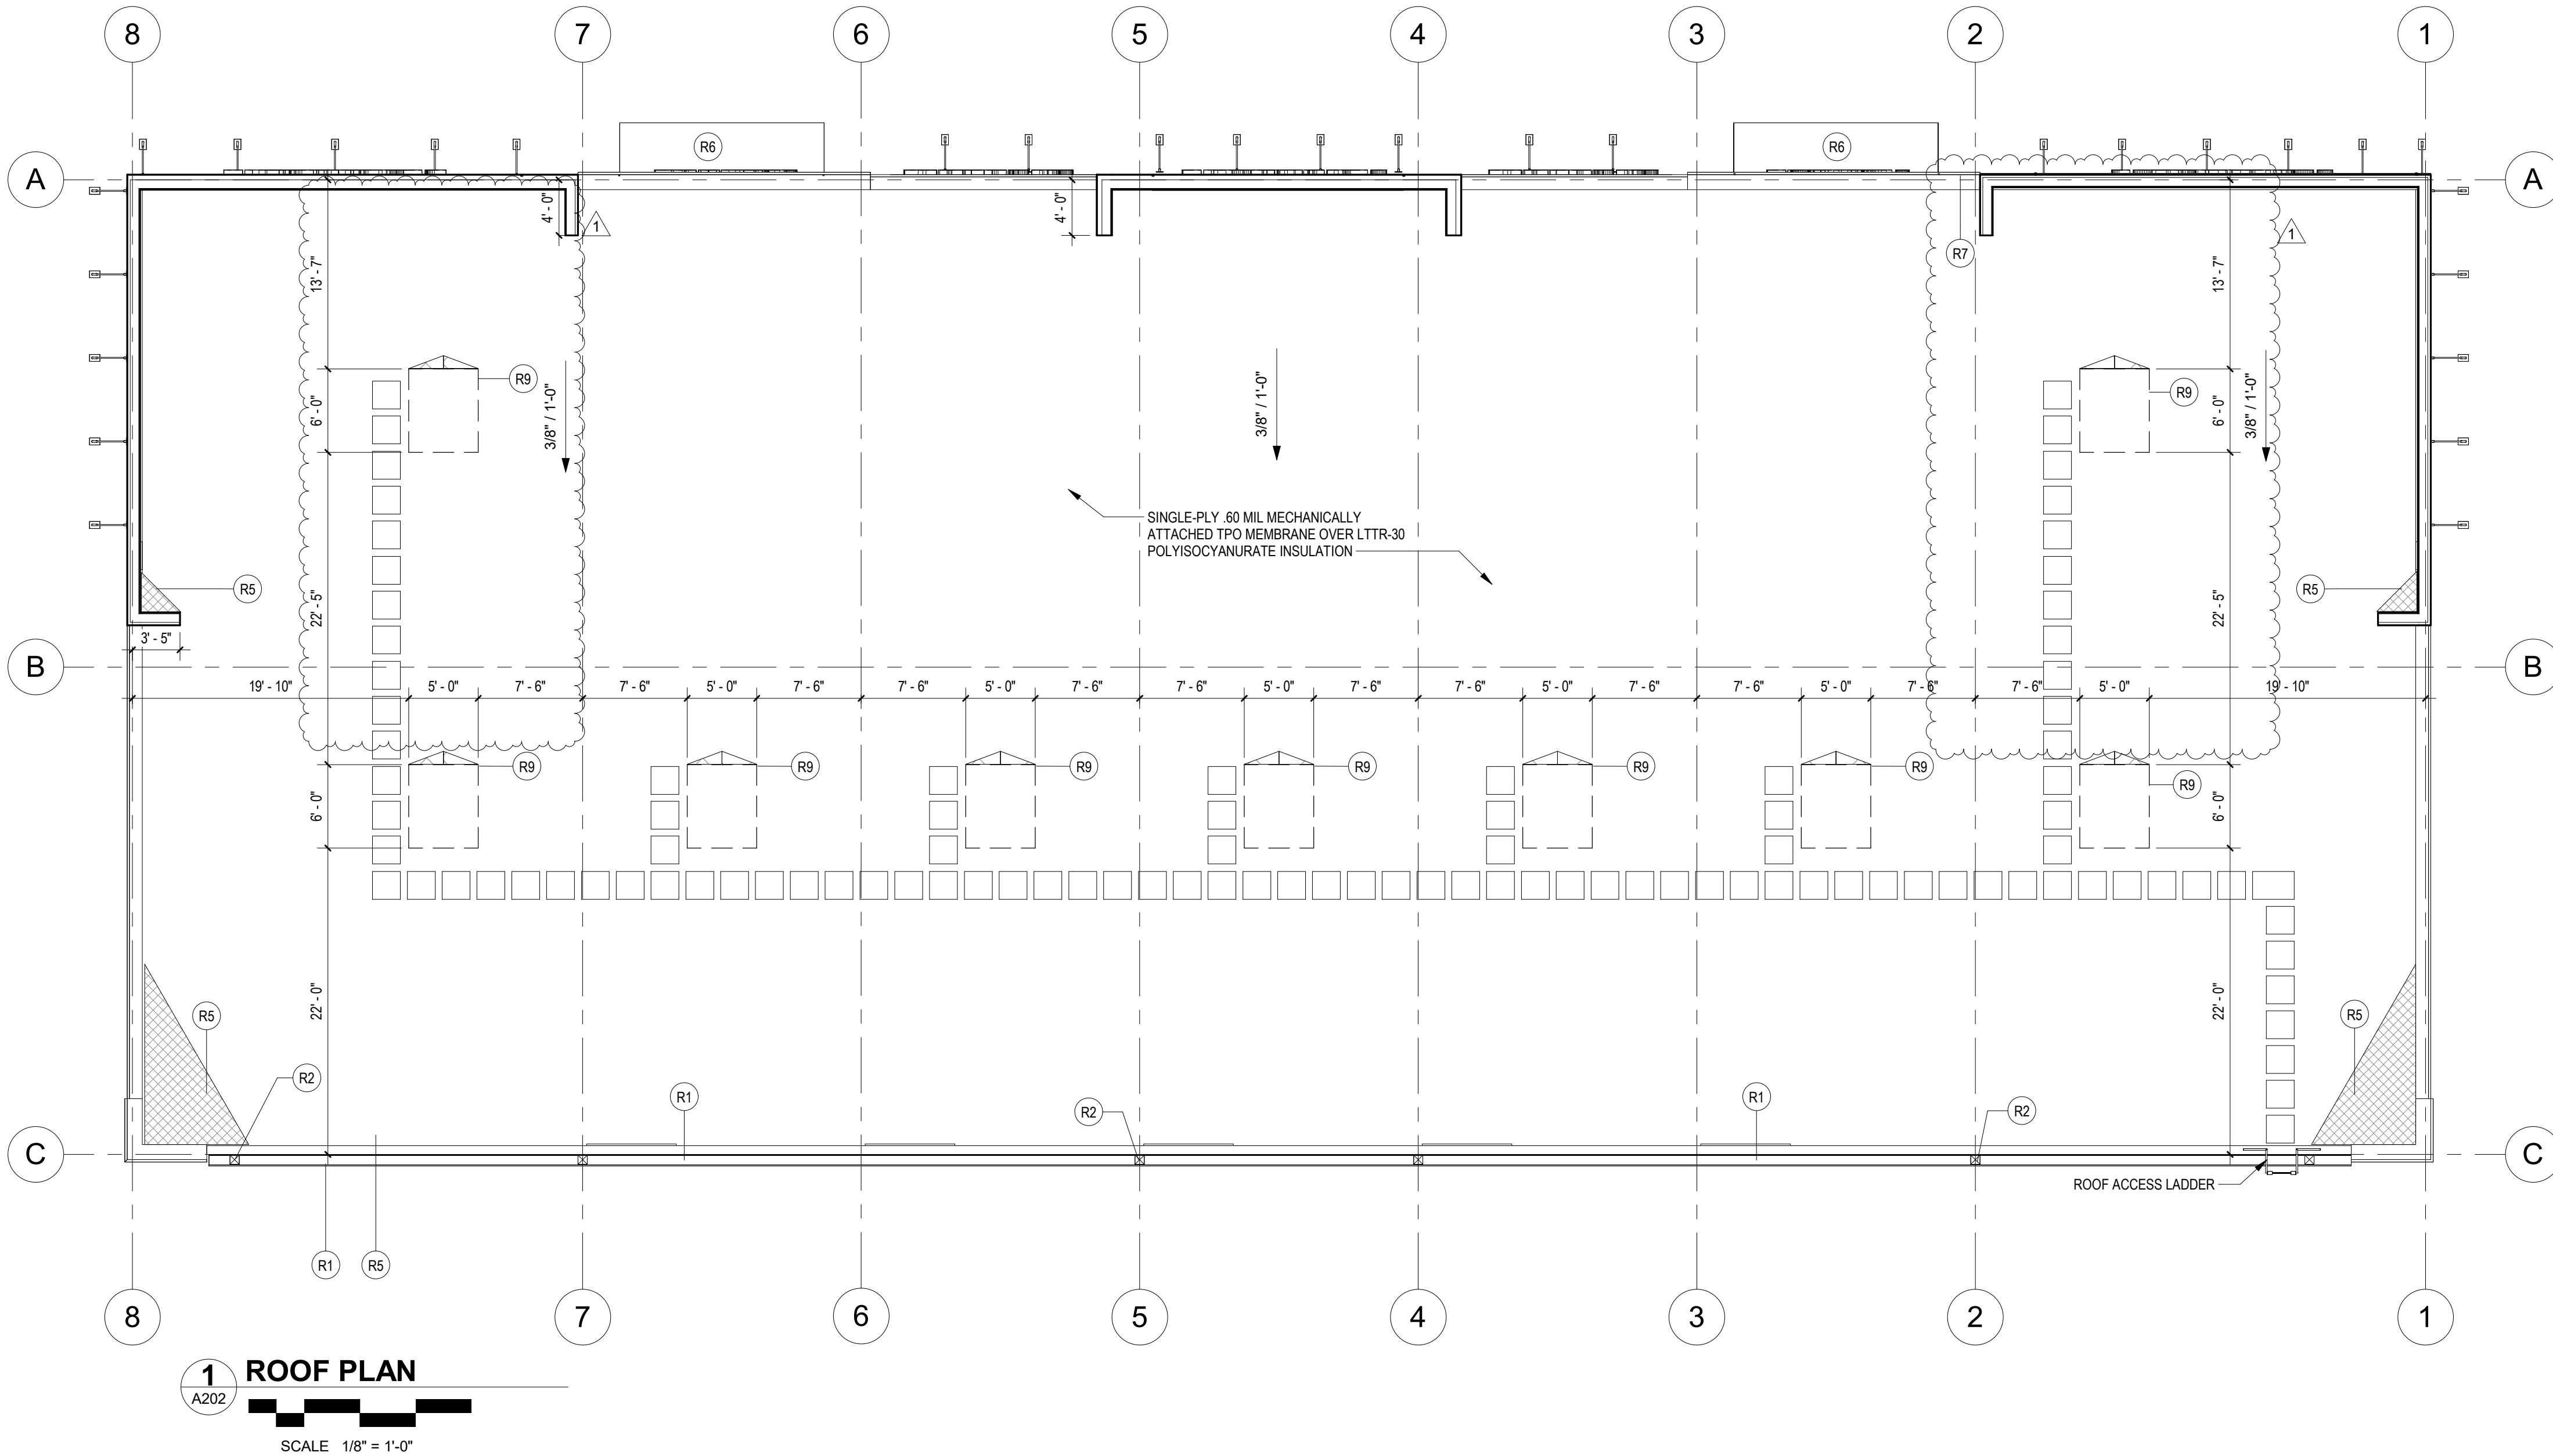 8 7 6 5 4 3 2 1
R6 R6
A A
4' - 0" 4' - 0"
1 1
R7
13' - 7" 13' - 7"
R9 R9
6' - 0" 3/8" / 1'-0" 3/8" / 1'-0" 6' - 0" 3/8" / 1'-0"
SINGLE-PLY .60 MIL MECHANICALLY
ATTACHED TPO MEMBRANE OVER LTTR-30
POLYISOCYANURATE INSULATION
R5 R5
22' - 5" 22' - 5"
3' - 5"
B B
19' - 10" 5' - 0" 7' - 6" 7' - 6" 5' - 0" 7' - 6" 7' - 6" 5' - 0" 7' - 6" 7' - 6" 5' - 0" 7' - 6" 7' - 6" 5' - 0" 7' - 6" 7' - 6" 5' - 0" 7' - 6" 7' - 6" 5' - 0" 19' - 10"
R9 R9 R9 R9 R9 R9 R9
6' - 0" 6' - 0"
22' - 0" 22' - 0"
R5 R5
R2 R1 R2 R1 R2
C C
ROOF ACCESS LADDER
R1 R5
8 7 6 5 4 3 2 1
1 ROOF PLAN
A202
SCALE 1/8" = 1'-0"